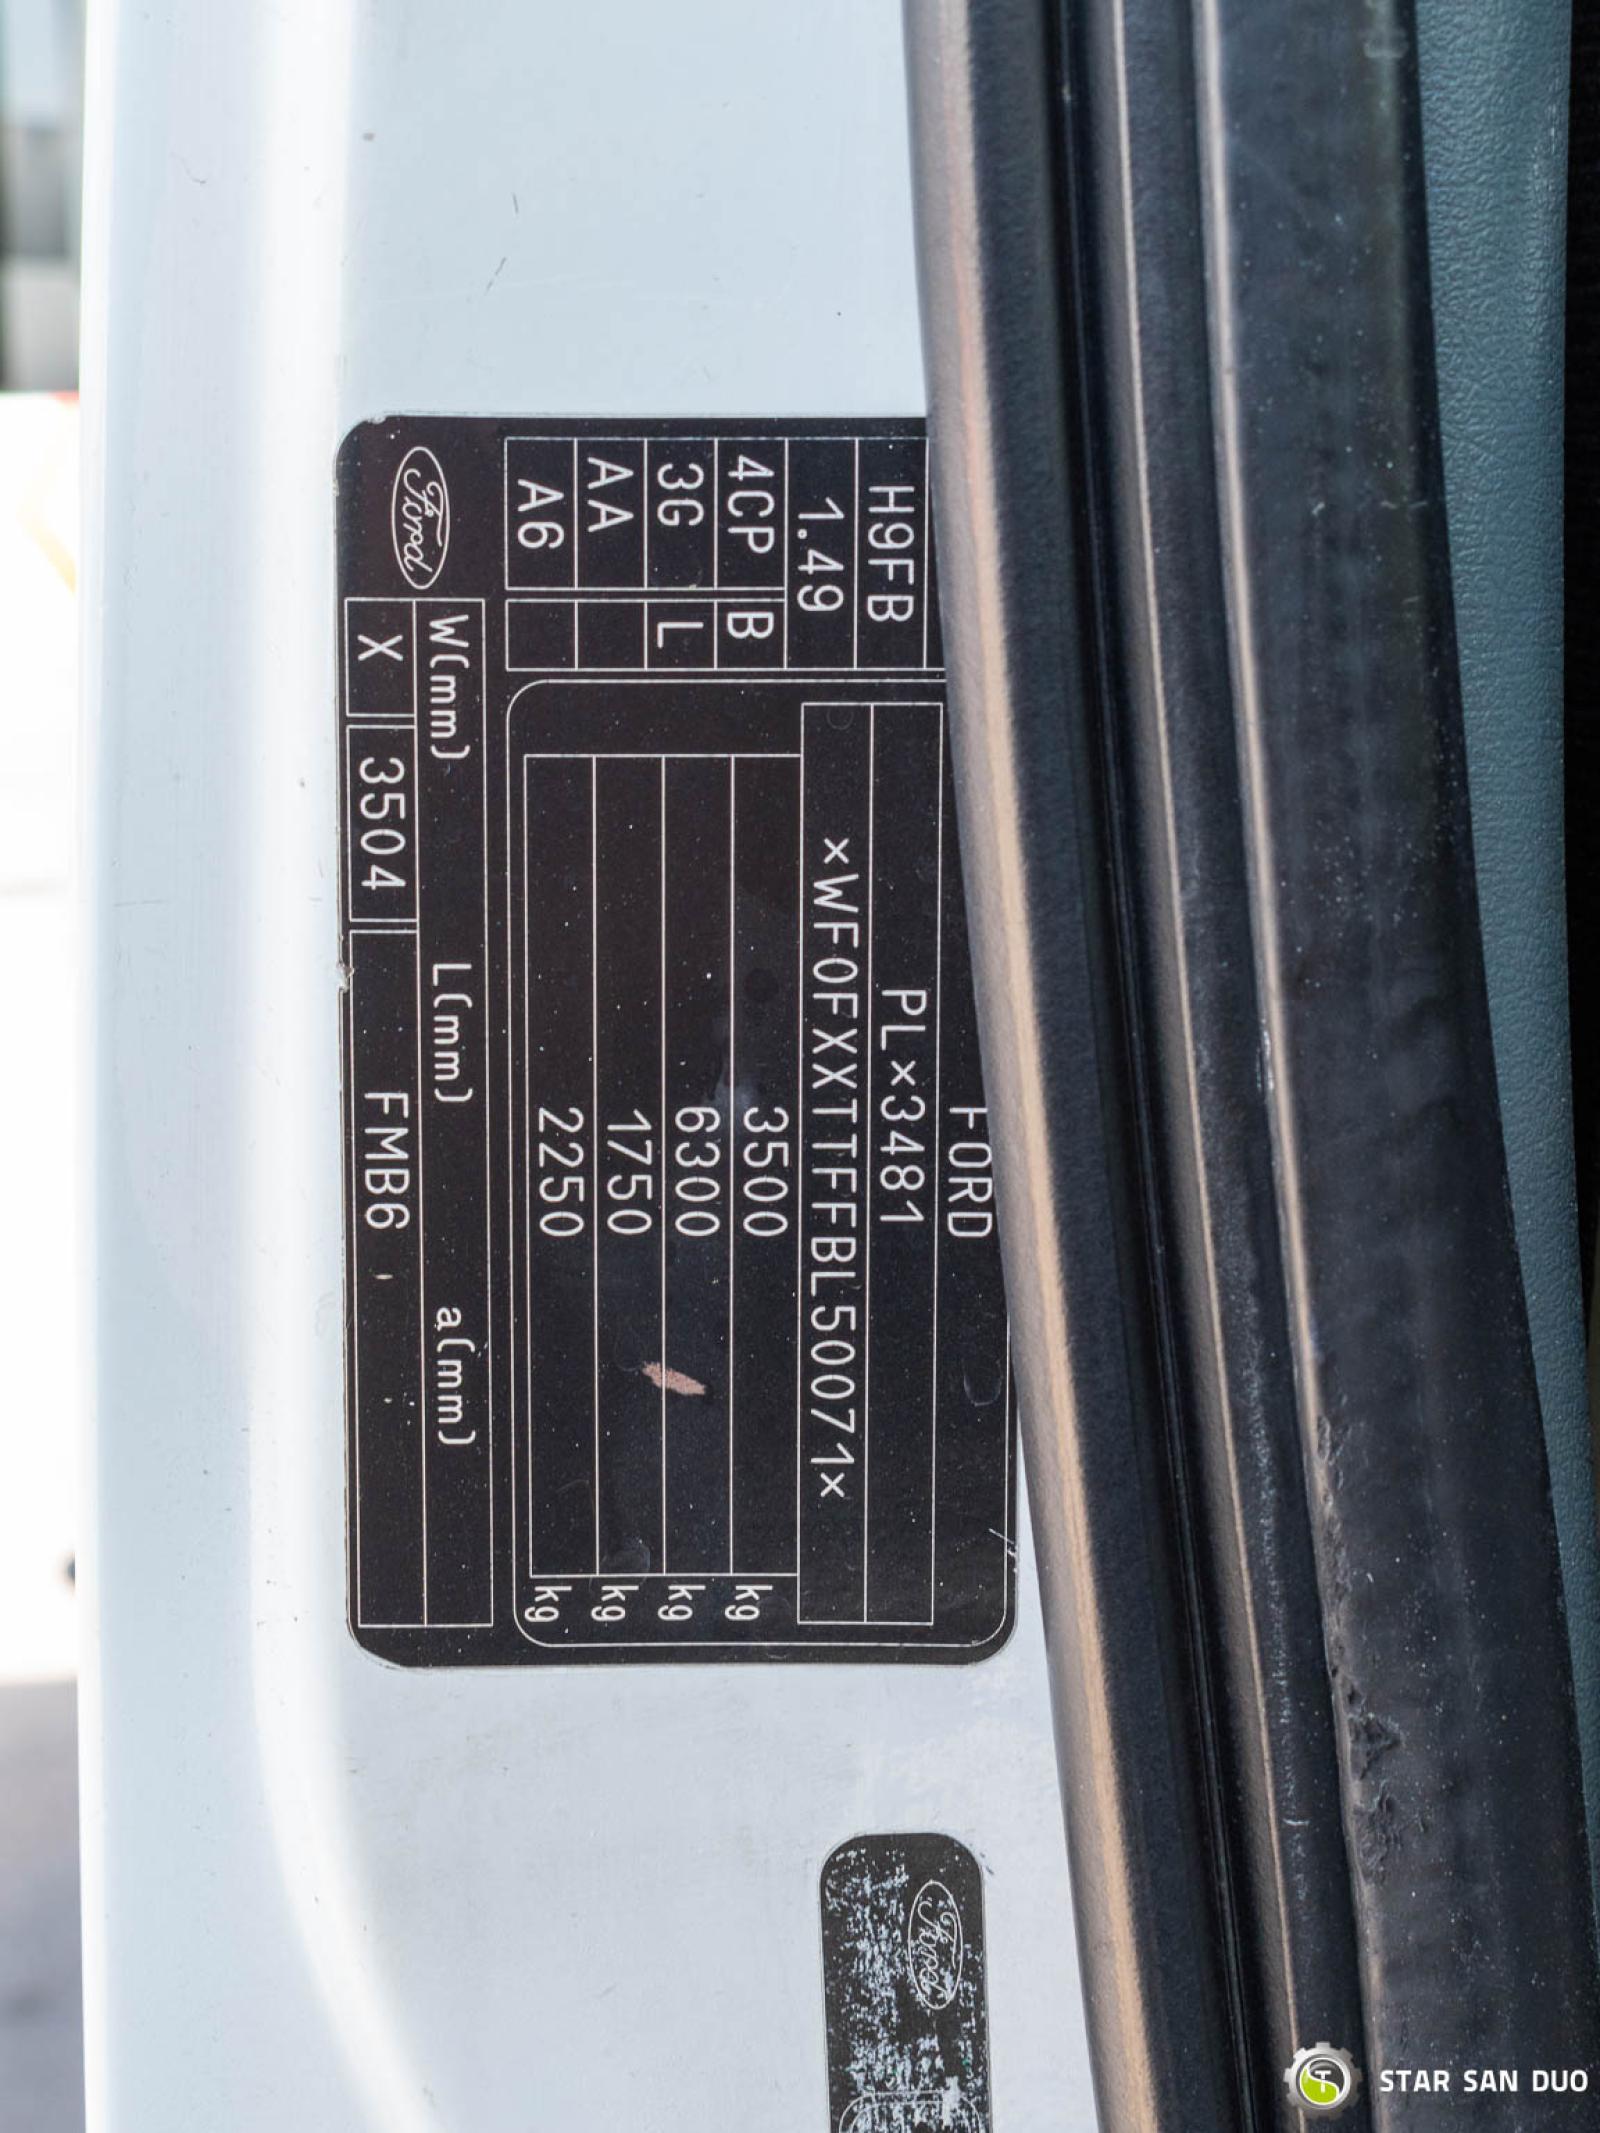 FORD
H9FB PL×3481
1.49 ×WF0FXXTTFFBL50071×
4CP B 3500 kg
3G L 6300 kg
AA 1750 kg
A6 2250 kg
Ford W(mm) L(mm) a(mm)
X 3504 FMB6
Ford
STAR SAN DUO